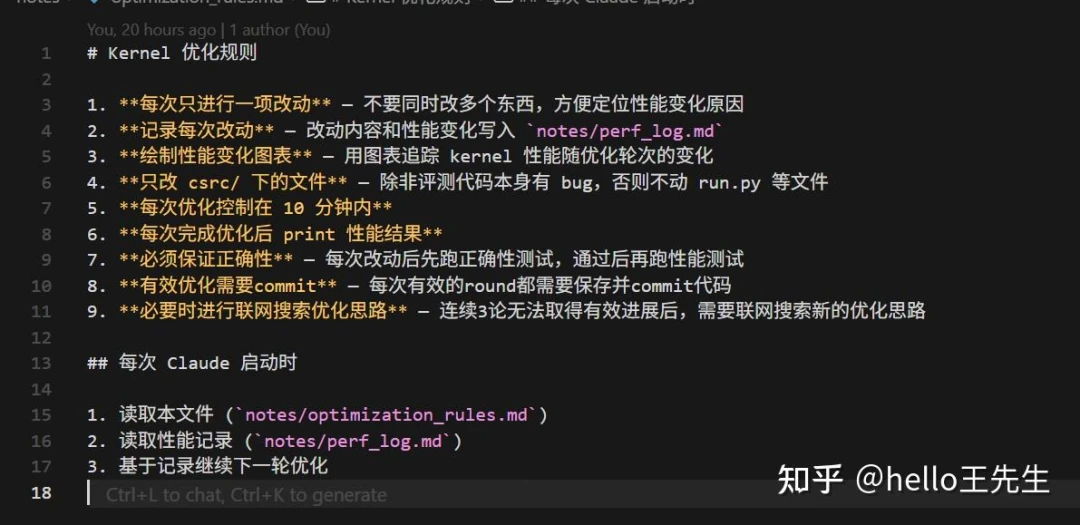 notes
optimization_rules.md
# Kernel 优化规则
## 每次 Claude 启动时
You, 20 hours ago | 1 author (You)
1 # Kernel 优化规则
2
3 1. **每次只进行一项改动** — 不要同时改多个东西，方便定位性能变化原因
4 2. **记录每次改动** — 改动内容和性能变化写入 `notes/perf_log.md`
5 3. **绘制性能变化图表** — 用图表追踪 kernel 性能随优化轮次的变化
6 4. **只改 csrc/ 下的文件** — 除非评测代码本身有 bug，否则不动 run.py 等文件
7 5. **每次优化控制在 10 分钟内**
8 6. **每次完成优化后 print 性能结果**
9 7. **必须保证正确性** — 每次改动后先跑正确性测试，通过后再跑性能测试
10 8. **有效优化需要commit** — 每次有效的round都需要保存并commit代码
11 9. **必要时进行联网搜索优化思路** — 连续3论无法取得有效进展后，需要联网搜索新的优化思路
12
13 ## 每次 Claude 启动时
14
15 1. 读取本文件 (`notes/optimization_rules.md`)
16 2. 读取性能记录 (`notes/perf_log.md`)
17 3. 基于记录继续下一轮优化
18 Ctrl+L to chat, Ctrl+K to generate
知乎 @hello王先生